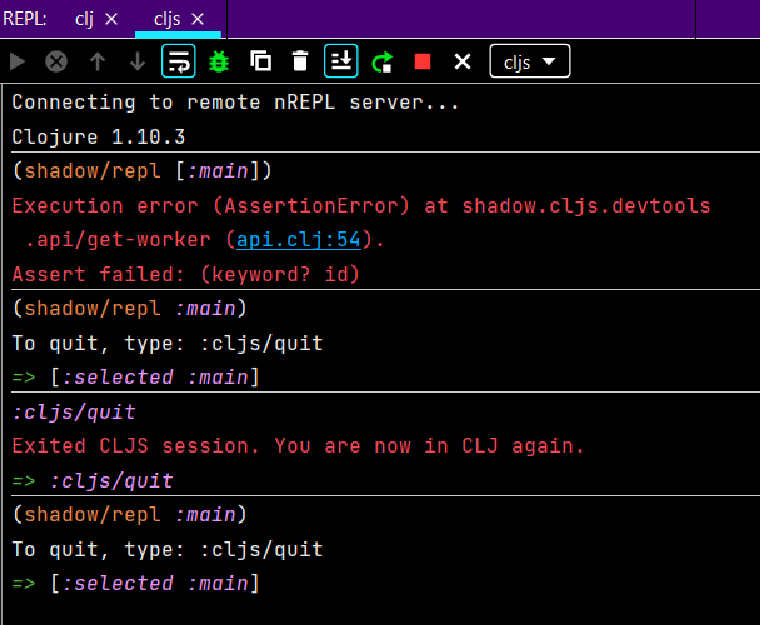 REPL: clj cljs
cljs
Connecting to remote nREPL server...
Clojure 1.10.3
(shadow/repl [:main])
Execution error (AssertionError) at shadow.cljs.devtools
.api/get-worker (api.clj:54).
Assert failed: (keyword? id)
(shadow/repl :main)
To quit, type: :cljs/quit
=> [:selected :main]
:cljs/quit
Exited CLJS session. You are now in CLJ again.
=> :cljs/quit
(shadow/repl :main)
To quit, type: :cljs/quit
=> [:selected :main]